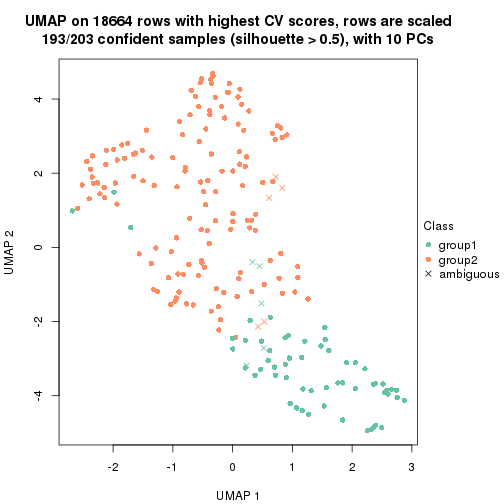 UMAP on 18664 rows with highest CV scores, rows are scaled
193/203 confident samples (silhouette > 0.5), with 10 PCs
4
2
0
-2
-4
UMAP 2
-2
-1
0
1
2
3
UMAP 1
Class
group1
group2
ambiguous